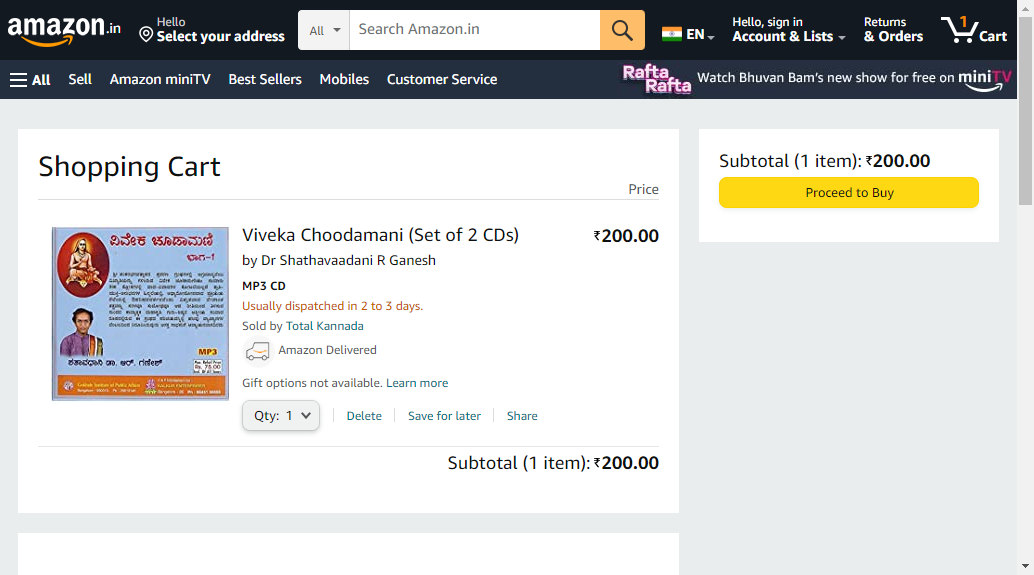 amazon.in
Hello
Select your address
All
Search Amazon.in
EN
Hello, sign in
Account & Lists
Returns
& Orders
1
Cart
All
Sell
Amazon miniTV
Best Sellers
Mobiles
Customer Service
Rafta
Rafta
Watch Bhuvan Bam's new show for free on miniTV
Shopping Cart
Price
ವಿವೇಕ ಚೂಡಾಮಣಿ
ಭಾಗ-1
MP3
ಶತಾವಧಾನಿ ಡಾ. ಆರ್. ಗಣೇಶ್
Viveka Choodamani (Set of 2 CDs)
₹200.00
by Dr Shathavaadani R Ganesh
MP3 CD
Usually dispatched in 2 to 3 days.
Sold by Total Kannada
Amazon Delivered
Gift options not available. Learn more
Qty: 1
Delete
Save for later
Share
Subtotal (1 item): ₹200.00
Subtotal (1 item): ₹200.00
Proceed to Buy